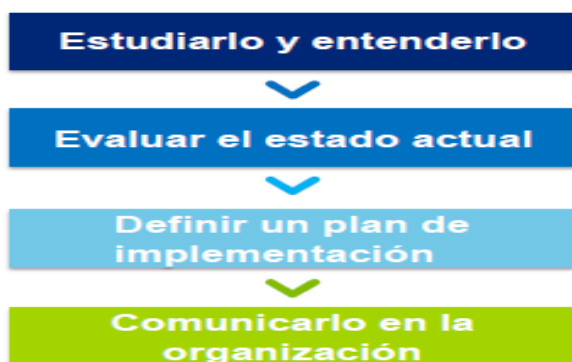 Estudiarlo y entenderlo
Evaluar el estado actual
Definir un plan de
implementación
Comunicarlo en la
organización